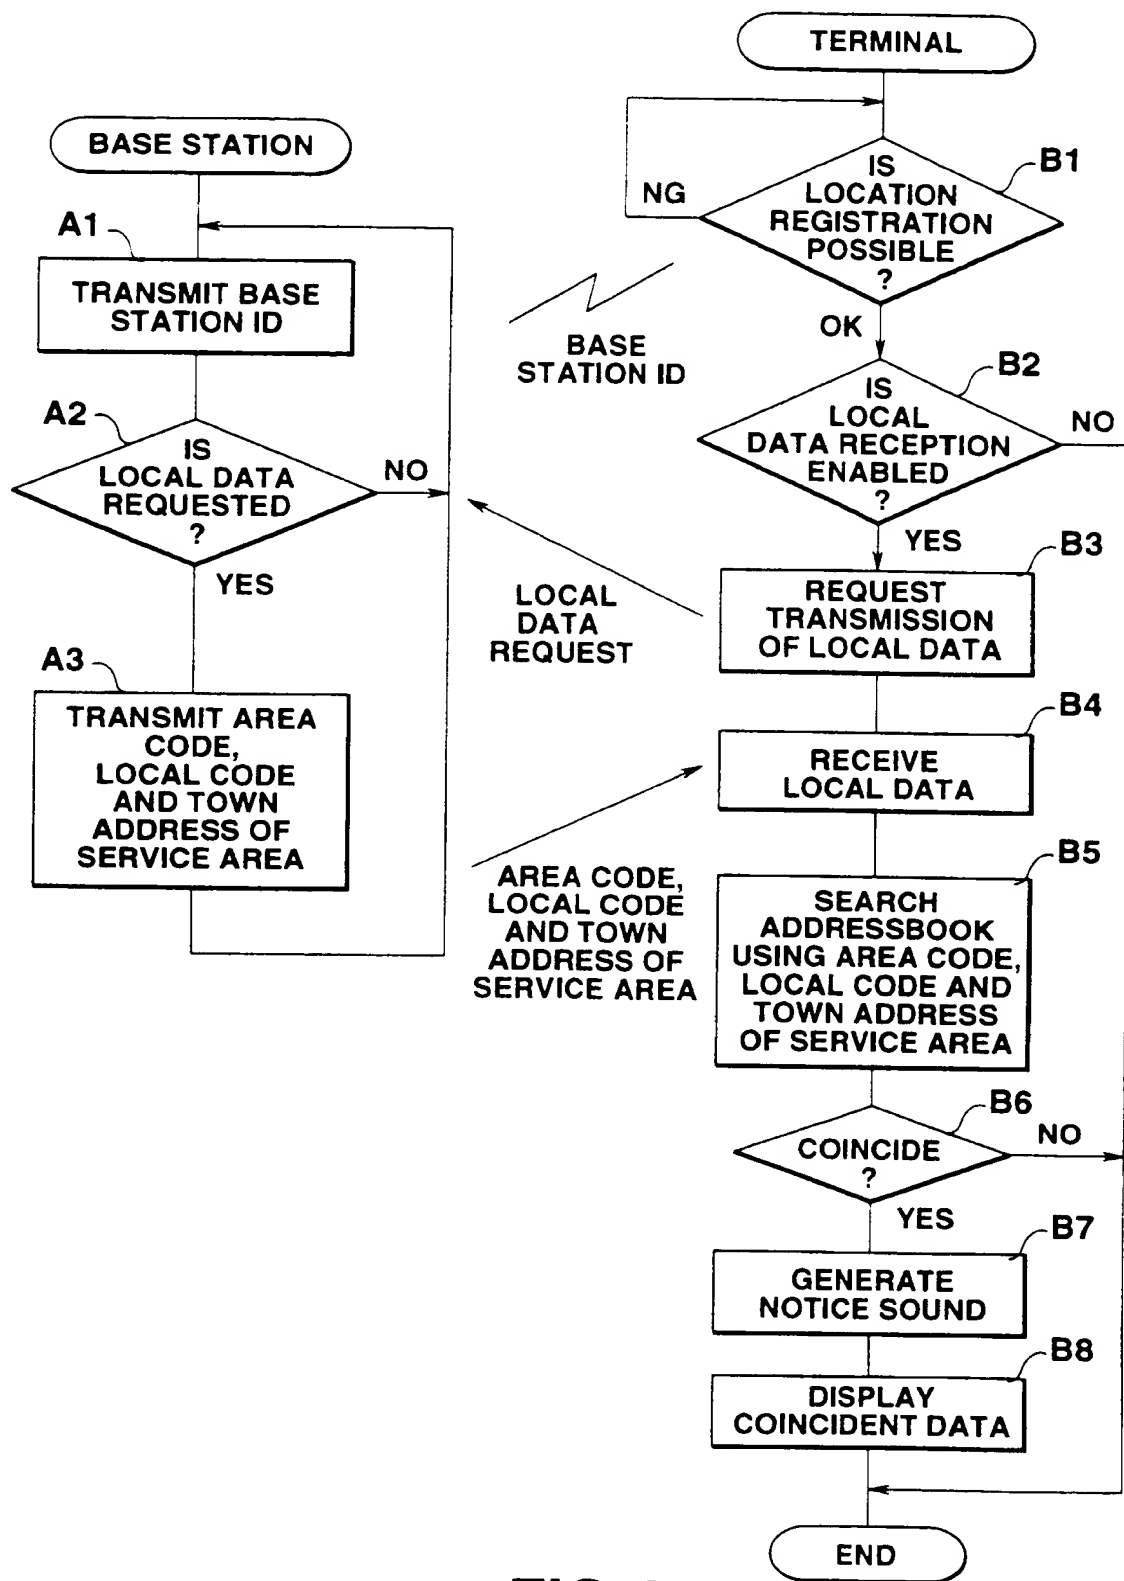 BASE STATION
A1
TRANSMIT BASE
STATION ID
A2
IS
LOCAL DATA
REQUESTED
?
NO
YES
A3
TRANSMIT AREA
CODE,
LOCAL CODE
AND TOWN
ADDRESS OF
SERVICE AREA
BASE
STATION ID
LOCAL
DATA
REQUEST
AREA CODE,
LOCAL CODE
AND TOWN
ADDRESS OF
SERVICE AREA
TERMINAL
B1
IS
LOCATION
REGISTRATION
POSSIBLE
?
NG
OK
B2
IS
LOCAL
DATA RECEPTION
ENABLED
?
NO
YES
B3
REQUEST
TRANSMISSION
OF LOCAL DATA
B4
RECEIVE
LOCAL DATA
B5
SEARCH
ADDRESSBOOK
USING AREA CODE,
LOCAL CODE AND
TOWN ADDRESS
OF SERVICE AREA
B6
COINCIDE
?
NO
YES
B7
GENERATE
NOTICE SOUND
B8
DISPLAY
COINCIDENT DATA
END